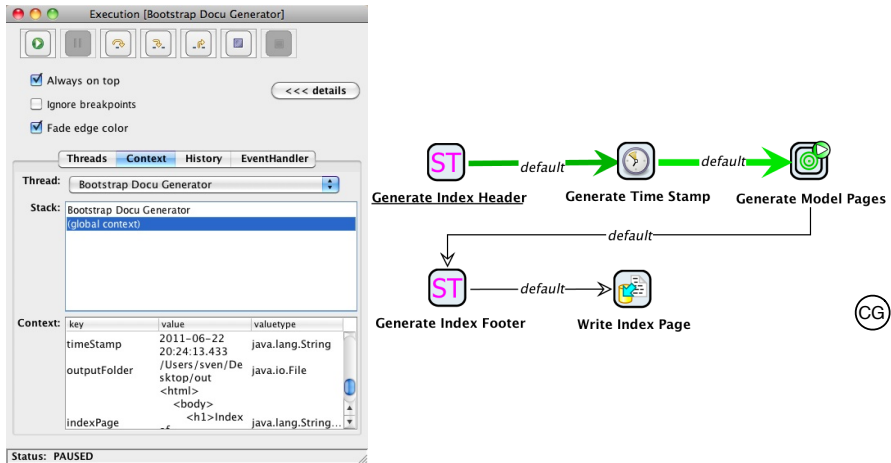 Execution [Bootstrap Docu Generator]
Always on top
<<< details
Ignore breakpoints
Fade edge color
Threads Context History EventHandler
Thread: Bootstrap Docu Generator
Stack: Bootstrap Docu Generator
(global context)
Context: key value valuetype
timeStamp 2011-06-22 20:24:13.433 java.lang.String
outputFolder /Users/sven/De sktop/out java.io.File
<html>
<body>
<h1>Index
indexPage java.lang.String...
Status: PAUSED
ST default default
Generate Index Header Generate Time Stamp Generate Model Pages
default
ST default
Generate Index Footer Write Index Page
CG